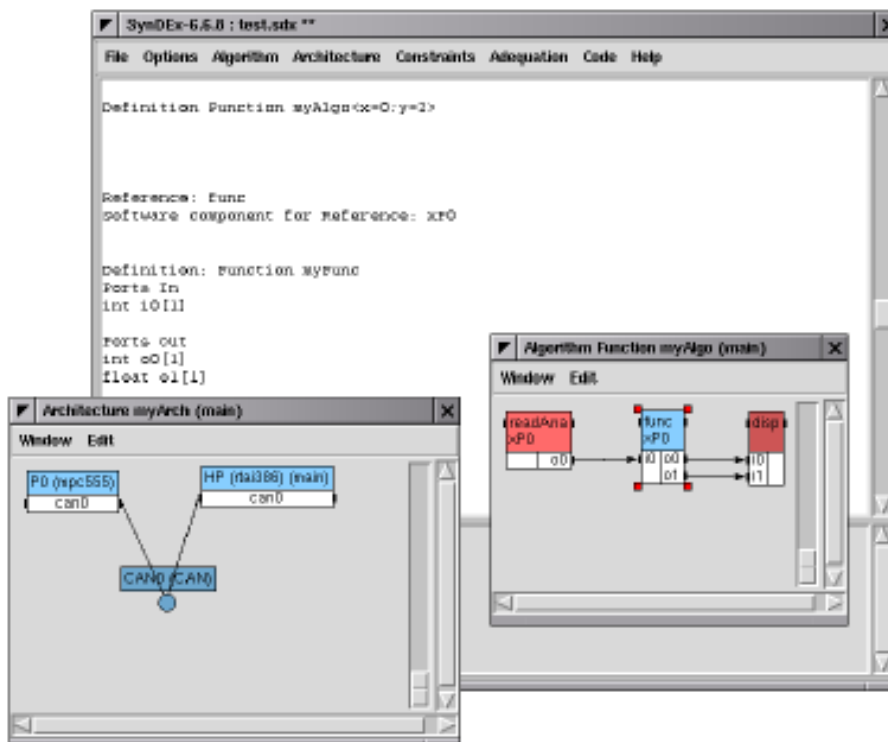 SynDEx-6.6.8 : test.sdx **
File Options Algorithm Architecture Constraints Adequation Code Help
Definition Function myAlgo<x=0;y=2>
Reference: func
Software component for Reference: xP0
Definition: Function myFunc
Ports In
int i0[1]
Ports Out
int o0[1]
float o1[1]
Algorithm Function myAlgo (main)
Window Edit
readAna func disp
xP0 xP0
o0 i0 o0 i0
o1 i1
Architecture myArch (main)
Window Edit
P0 (mpc555) HP (rtai386) (main)
can0 can0
CAN0 (CAN)